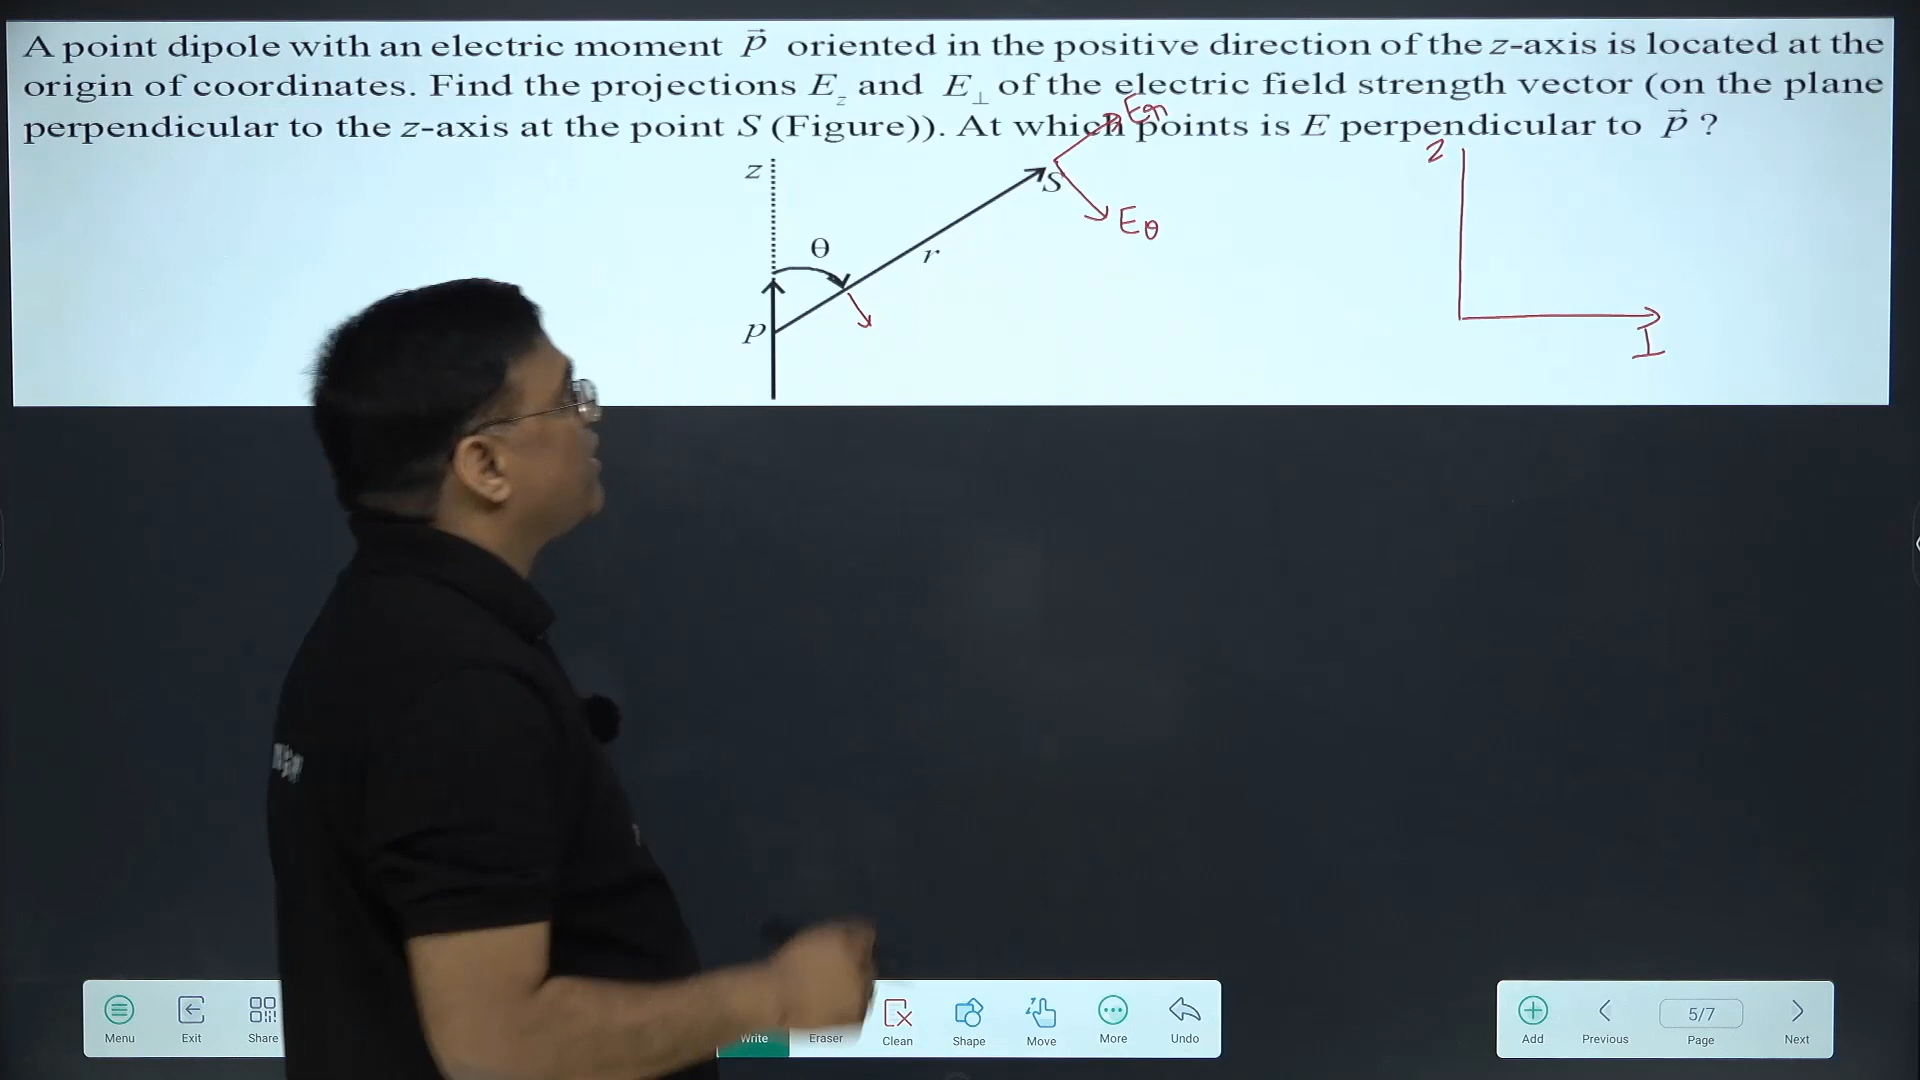 A point dipole with an electric moment p⃗ oriented in the positive direction of the z-axis is located at the
origin of coordinates. Find the projections E_z and E_⊥ of the electric field strength vector (on the plane
perpendicular to the z-axis at the point S (Figure)). At which points is E perpendicular to p⃗ ?
z
S
Eθ
θ
r
p
Menu
Exit
Share
Write
Eraser
Clean
Shape
Move
More
Undo
Add
Previous
5/7
Page
Next